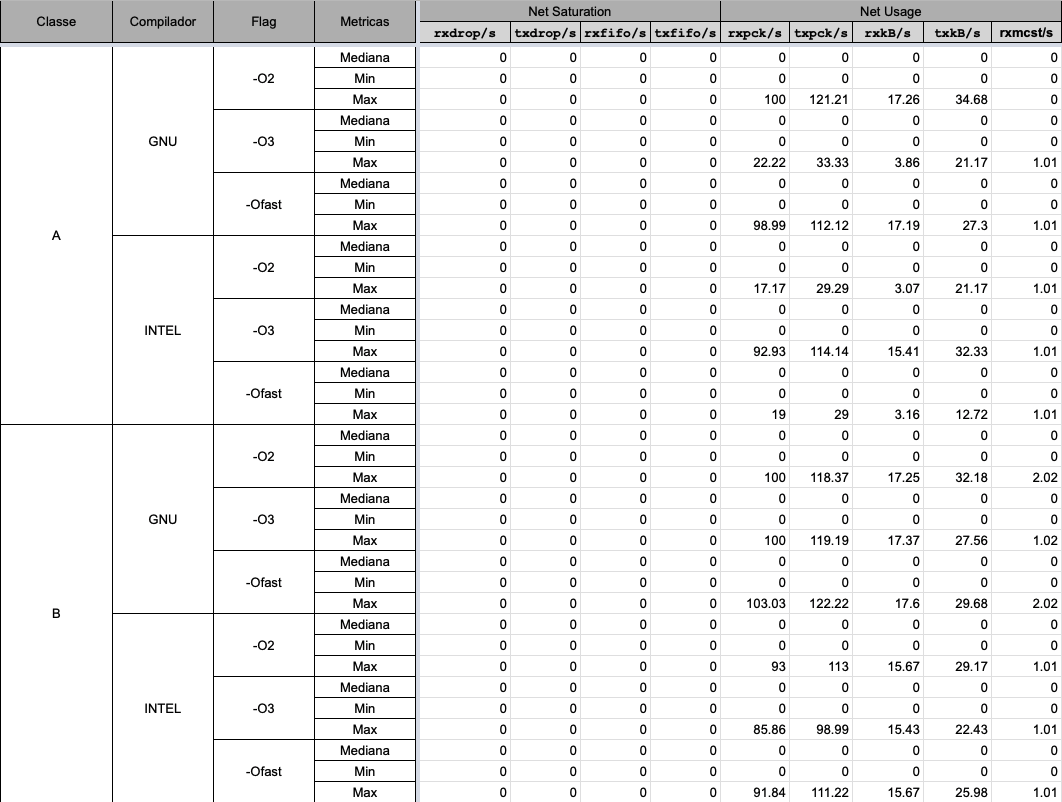 Classe Compilador Flag Metricas Net Saturation Net Usage
rxdrop/s txdrop/s rxfifo/s txfifo/s rxpck/s txpck/s rxkB/s txkB/s rxmcst/s
A GNU -O2 Mediana 0 0 0 0 0 0 0 0 0
Min 0 0 0 0 0 0 0 0 0
Max 0 0 0 0 100 121.21 17.26 34.68 0
-O3 Mediana 0 0 0 0 0 0 0 0 0
Min 0 0 0 0 0 0 0 0 0
Max 0 0 0 0 22.22 33.33 3.86 21.17 1.01
-Ofast Mediana 0 0 0 0 0 0 0 0 0
Min 0 0 0 0 0 0 0 0 0
Max 0 0 0 0 98.99 112.12 17.19 27.3 1.01
INTEL -O2 Mediana 0 0 0 0 0 0 0 0 0
Min 0 0 0 0 0 0 0 0 0
Max 0 0 0 0 17.17 29.29 3.07 21.17 1.01
-O3 Mediana 0 0 0 0 0 0 0 0 0
Min 0 0 0 0 0 0 0 0 0
Max 0 0 0 0 92.93 114.14 15.41 32.33 1.01
-Ofast Mediana 0 0 0 0 0 0 0 0 0
Min 0 0 0 0 0 0 0 0 0
Max 0 0 0 0 19 29 3.16 12.72 1.01
B GNU -O2 Mediana 0 0 0 0 0 0 0 0 0
Min 0 0 0 0 0 0 0 0 0
Max 0 0 0 0 100 118.37 17.25 32.18 2.02
-O3 Mediana 0 0 0 0 0 0 0 0 0
Min 0 0 0 0 0 0 0 0 0
Max 0 0 0 0 100 119.19 17.37 27.56 1.02
-Ofast Mediana 0 0 0 0 0 0 0 0 0
Min 0 0 0 0 0 0 0 0 0
Max 0 0 0 0 103.03 122.22 17.6 29.68 2.02
INTEL -O2 Mediana 0 0 0 0 0 0 0 0 0
Min 0 0 0 0 0 0 0 0 0
Max 0 0 0 0 93 113 15.67 29.17 1.01
-O3 Mediana 0 0 0 0 0 0 0 0 0
Min 0 0 0 0 0 0 0 0 0
Max 0 0 0 0 85.86 98.99 15.43 22.43 1.01
-Ofast Mediana 0 0 0 0 0 0 0 0 0
Min 0 0 0 0 0 0 0 0 0
Max 0 0 0 0 91.84 111.22 15.67 25.98 1.01